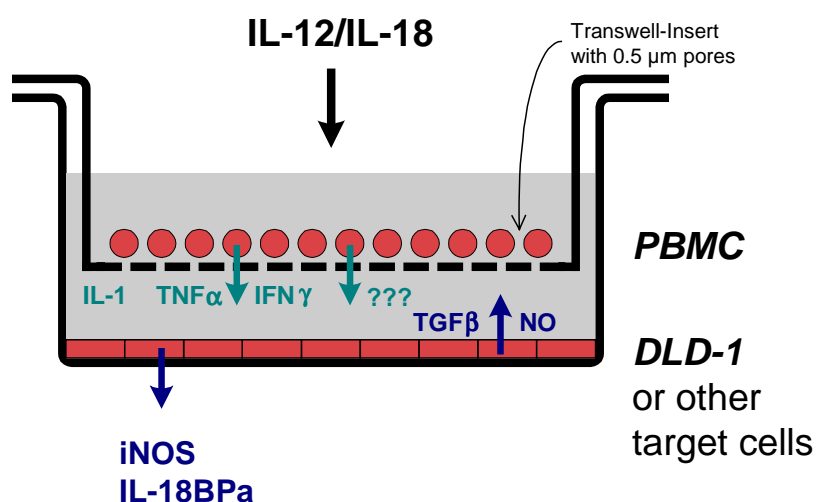 IL-12/IL-18
Transwell-Insert
with 0.5 µm pores
PBMC
IL-1 TNFα IFNγ ???
TGFβ NO
DLD-1
or other
target cells
iNOS
IL-18BPa